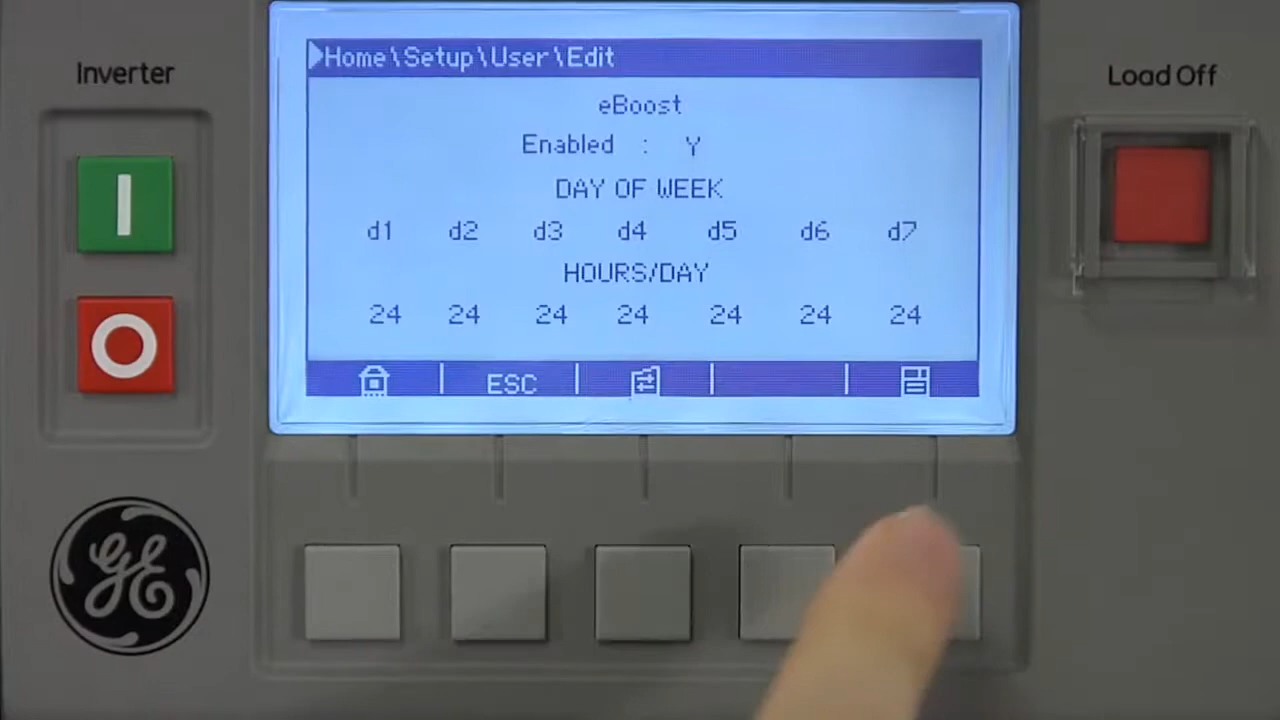 Inverter
Load Off
Home\Setup\User\Edit
eBoost
Enabled : Y
DAY OF WEEK
d1 d2 d3 d4 d5 d6 d7
HOURS/DAY
24 24 24 24 24 24 24
ESC
GE